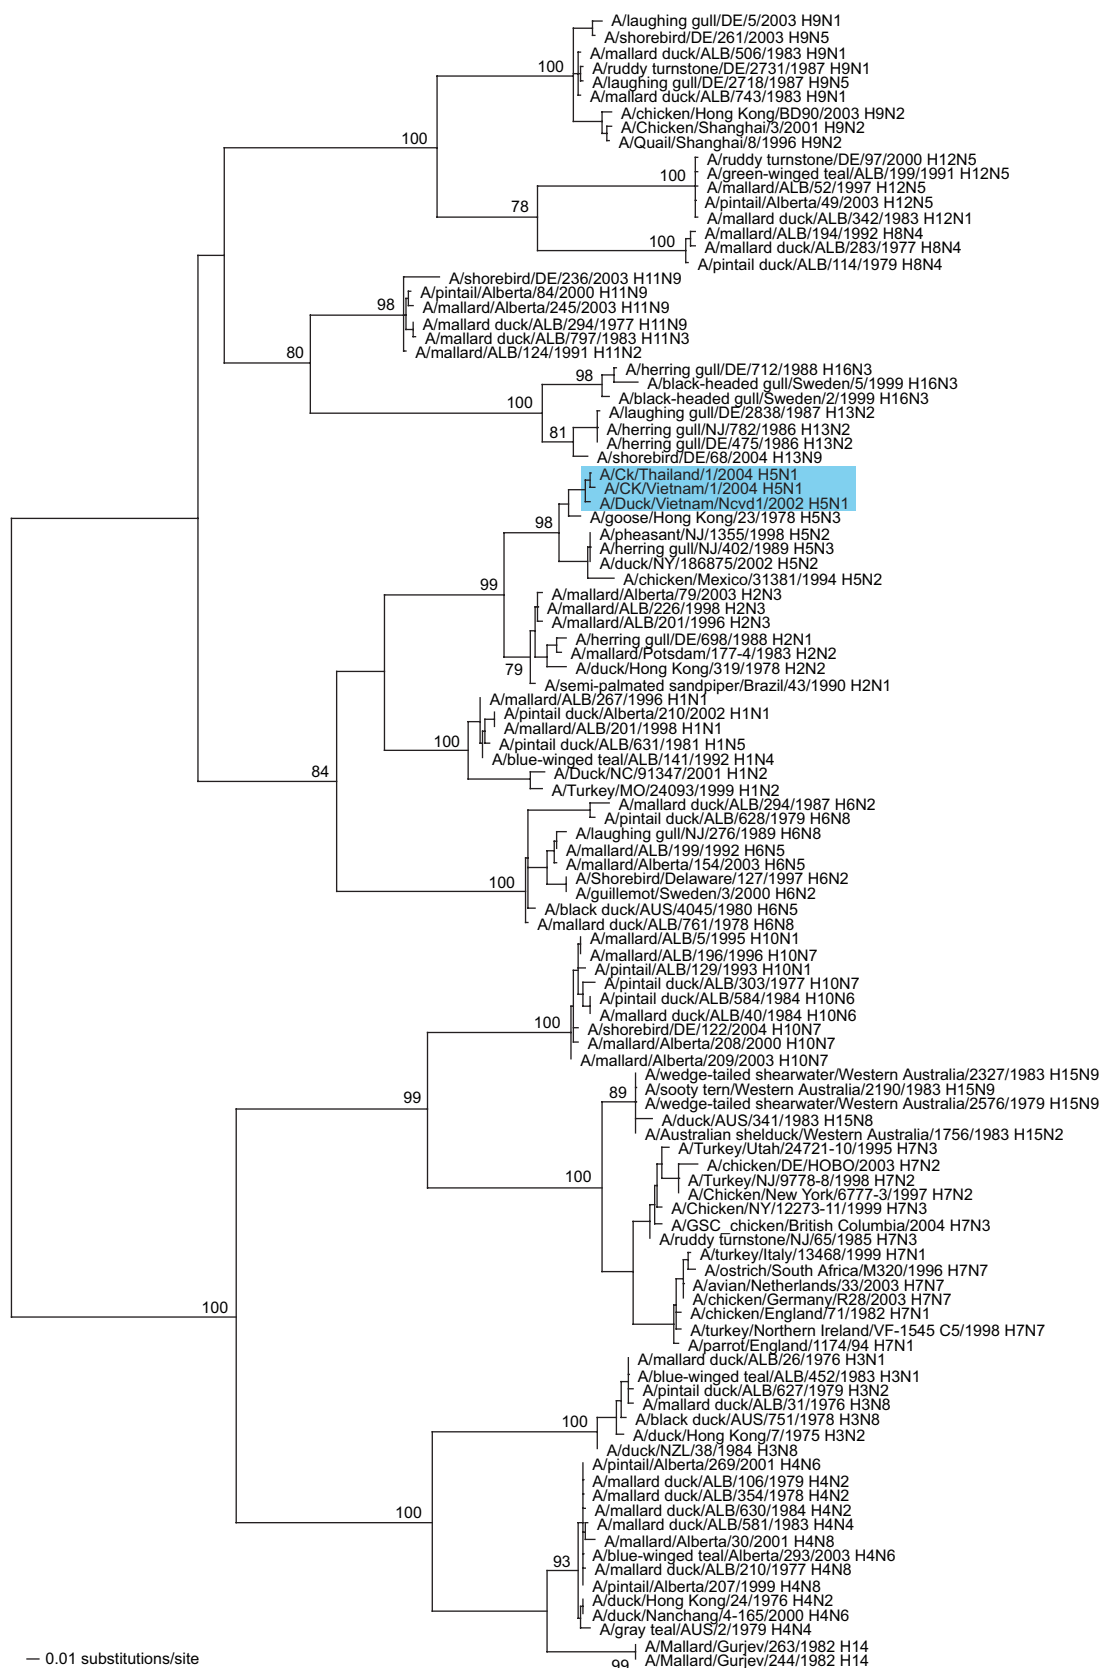 A/laughing gull/DE/5/2003 H9N1
A/shorebird/DE/261/2003 H9N5
A/mallard duck/ALB/506/1983 H9N1
100
A/ruddy turnstone/DE/2731/1987 H9N1
A/laughing gull/DE/2718/1987 H9N5
A/mallard duck/ALB/743/1983 H9N1
A/chicken/Hong Kong/BD90/2003 H9N2
A/Chicken/Shanghai/3/2001 H9N2
100
A/Quail/Shanghai/8/1996 H9N2
A/ruddy turnstone/DE/97/2000 H12N5
A/green-winged teal/ALB/199/1991 H12N5
100
A/mallard/ALB/52/1997 H12N5
A/pintail/Alberta/49/2003 H12N5
78
A/mallard duck/ALB/342/1983 H12N1
A/mallard/ALB/194/1992 H8N4
100
A/mallard duck/ALB/283/1977 H8N4
A/pintail duck/ALB/114/1979 H8N4
A/shorebird/DE/236/2003 H11N9
A/pintail/Alberta/84/2000 H11N9
98
A/mallard/Alberta/245/2003 H11N9
A/mallard duck/ALB/294/1977 H11N9
A/mallard duck/ALB/797/1983 H11N3
80
A/mallard/ALB/124/1991 H11N2
A/herring gull/DE/712/1988 H16N3
98
A/black-headed gull/Sweden/5/1999 H16N3
A/black-headed gull/Sweden/2/1999 H16N3
100
A/laughing gull/DE/2838/1987 H13N2
A/herring gull/NJ/782/1986 H13N2
81
A/herring gull/DE/475/1986 H13N2
A/shorebird/DE/68/2004 H13N9
A/Ck/Thailand/1/2004 H5N1
A/CK/Vietnam/1/2004 H5N1
A/Duck/Vietnam/Ncvd1/2002 H5N1
A/goose/Hong Kong/23/1978 H5N3
98
A/pheasant/NJ/1355/1998 H5N2
A/herring gull/NJ/402/1989 H5N3
A/duck/NY/186875/2002 H5N2
A/chicken/Mexico/31381/1994 H5N2
99
A/mallard/Alberta/79/2003 H2N3
A/mallard/ALB/226/1998 H2N3
A/mallard/ALB/201/1996 H2N3
A/herring gull/DE/698/1988 H2N1
A/mallard/Potsdam/177-4/1983 H2N2
79
A/duck/Hong Kong/319/1978 H2N2
A/semi-palmated sandpiper/Brazil/43/1990 H2N1
A/mallard/ALB/267/1996 H1N1
A/pintail duck/Alberta/210/2002 H1N1
A/mallard/ALB/201/1998 H1N1
100
A/pintail duck/ALB/631/1981 H1N5
A/blue-winged teal/ALB/141/1992 H1N4
84
A/Duck/NC/91347/2001 H1N2
A/Turkey/MO/24093/1999 H1N2
A/mallard duck/ALB/294/1987 H6N2
A/pintail duck/ALB/628/1979 H6N8
A/laughing gull/NJ/276/1989 H6N8
A/mallard/ALB/199/1992 H6N5
A/mallard/Alberta/154/2003 H6N5
A/Shorebird/Delaware/127/1997 H6N2
100
A/guillemot/Sweden/3/2000 H6N2
A/black duck/AUS/4045/1980 H6N5
A/mallard duck/ALB/761/1978 H6N8
A/mallard/ALB/5/1995 H10N1
A/mallard/ALB/196/1996 H10N7
A/pintail/ALB/129/1993 H10N1
A/pintail duck/ALB/303/1977 H10N7
A/pintail duck/ALB/584/1984 H10N6
A/mallard duck/ALB/40/1984 H10N6
100
A/shorebird/DE/122/2004 H10N7
A/mallard/Alberta/208/2000 H10N7
A/mallard/Alberta/209/2003 H10N7
A/wedge-tailed shearwater/Western Australia/2327/1983 H15N9
89
A/sooty tern/Western Australia/2190/1983 H15N9
99
A/wedge-tailed shearwater/Western Australia/2576/1979 H15N9
A/duck/AUS/341/1983 H15N8
A/Australian shelduck/Western Australia/1756/1983 H15N2
A/Turkey/Utah/24721-10/1995 H7N3
A/chicken/DE/HOBO/2003 H7N2
100
A/Turkey/NJ/9778-8/1998 H7N2
A/Chicken/New York/6777-3/1997 H7N2
A/Chicken/NY/12273-11/1999 H7N3
A/GSC_chicken/British Columbia/2004 H7N3
A/ruddy turnstone/NJ/65/1985 H7N3
A/turkey/Italy/13468/1999 H7N1
A/ostrich/South Africa/M320/1996 H7N7
A/avian/Netherlands/33/2003 H7N7
A/chicken/Germany/R28/2003 H7N7
100
A/chicken/England/71/1982 H7N1
A/turkey/Northern Ireland/VF-1545 C5/1998 H7N7
A/parrot/England/1174/94 H7N1
A/mallard duck/ALB/26/1976 H3N1
A/blue-winged teal/ALB/452/1983 H3N1
A/pintail duck/ALB/627/1979 H3N2
A/mallard duck/ALB/31/1976 H3N8
100
A/black duck/AUS/751/1978 H3N8
A/duck/Hong Kong/7/1975 H3N2
A/duck/NZL/38/1984 H3N8
A/pintail/Alberta/269/2001 H4N6
A/mallard duck/ALB/106/1979 H4N2
A/mallard duck/ALB/354/1978 H4N2
100
A/mallard duck/ALB/630/1984 H4N2
A/mallard duck/ALB/581/1983 H4N4
A/mallard/Alberta/30/2001 H4N8
A/blue-winged teal/Alberta/293/2003 H4N6
93
A/mallard duck/ALB/210/1977 H4N8
A/pintail/Alberta/207/1999 H4N8
A/duck/Hong Kong/24/1976 H4N2
A/duck/Nanchang/4-165/2000 H4N6
A/gray teal/AUS/2/1979 H4N4
A/Mallard/Gurjev/263/1982 H14
0.01 substitutions/site
99
A/Mallard/Gurjev/244/1982 H14